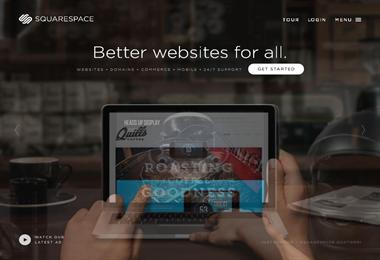 SQUARESPACE
TOUR LOGIN MENU
Better websites for all.
WEBSITES • DOMAINS • COMMERCE • MOBILE • 24/7 SUPPORT
GET STARTED
HEADS UP DISPLAY
Quills
COFFEE
ROASTING
GOODNESS
53
WATCH OUR
LATEST AD